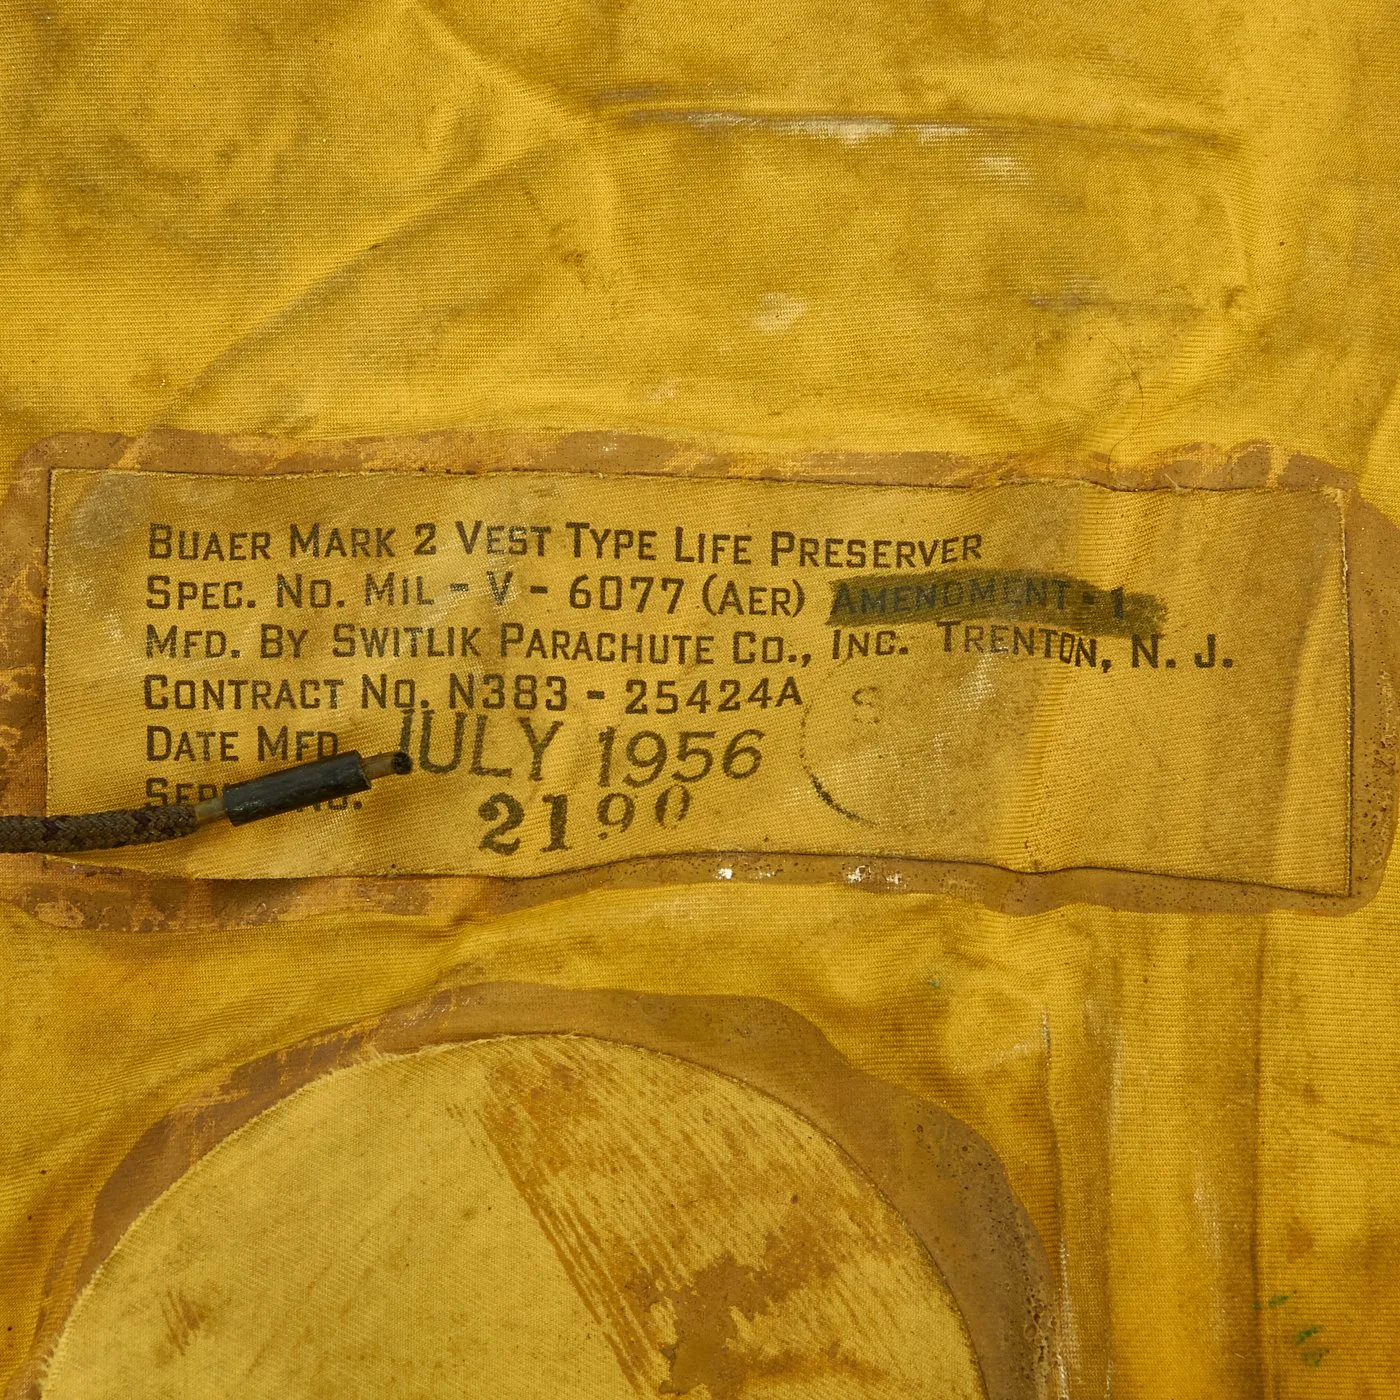 BUAER MARK 2 VEST TYPE LIFE PRESERVER
SPEC. NO. MIL - V - 6077 (AER) AMENDMENT - 1
MFD. BY SWITLIK PARACHUTE CO., INC. TRENTON, N. J.
CONTRACT NO. N383 - 25424A
DATE MFD. JULY 1956
NO. 2190
S